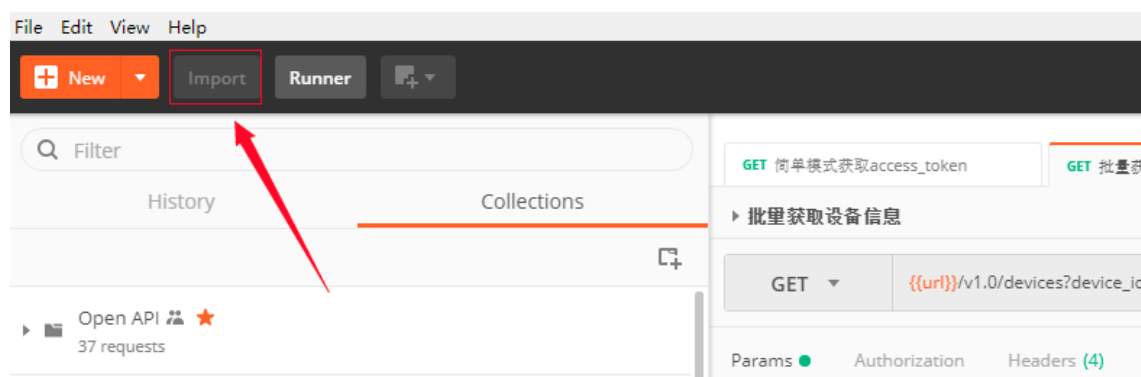 File Edit View Help
New Import Runner
Filter
History Collections
Open API
37 requests
GET 简单模式获取access_token GET 批量获
批量获取设备信息
GET {{url}}/v1.0/devices?device_ic
Params Authorization Headers (4)